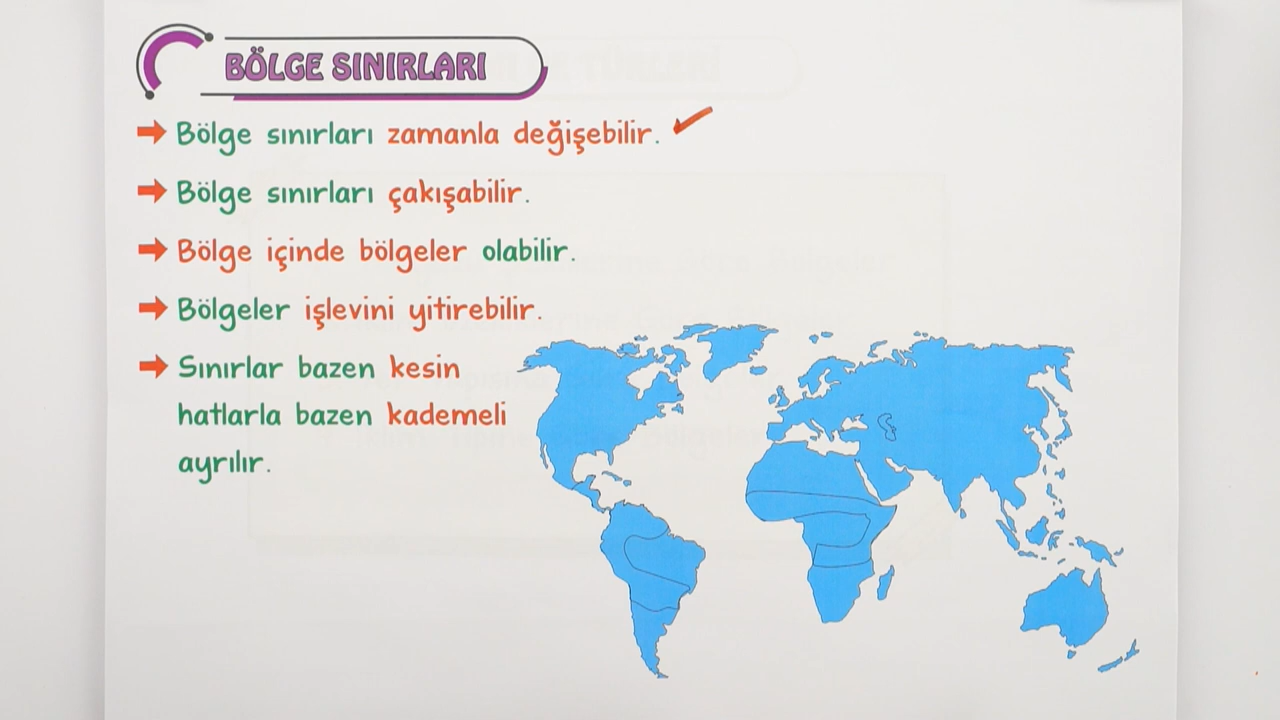 BÖLGE SINIRLARI
Bölge sınırları zamanla değişebilir.
Bölge sınırları çakışabilir.
Bölge içinde bölgeler olabilir.
Bölgeler işlevini yitirebilir.
Sınırlar bazen kesin
hatlarla bazen kademeli
ayrılır.